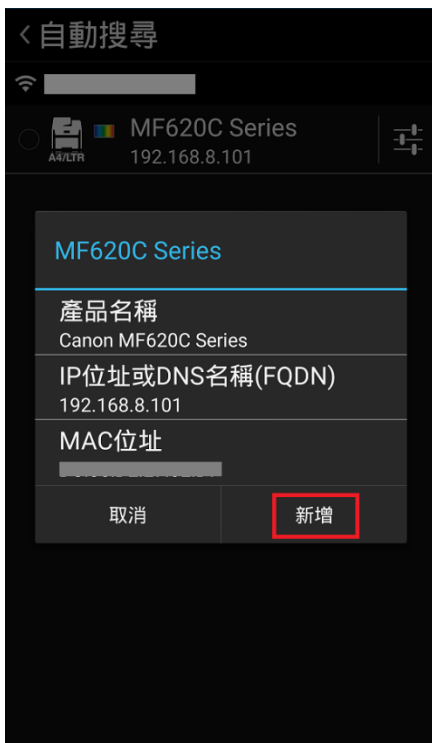 自動搜尋
MF620C Series
A4/LTR
192.168.8.101
MF620C Series
產品名稱
Canon MF620C Series
IP位址或DNS名稱(FQDN)
192.168.8.101
MAC位址
取消
新增